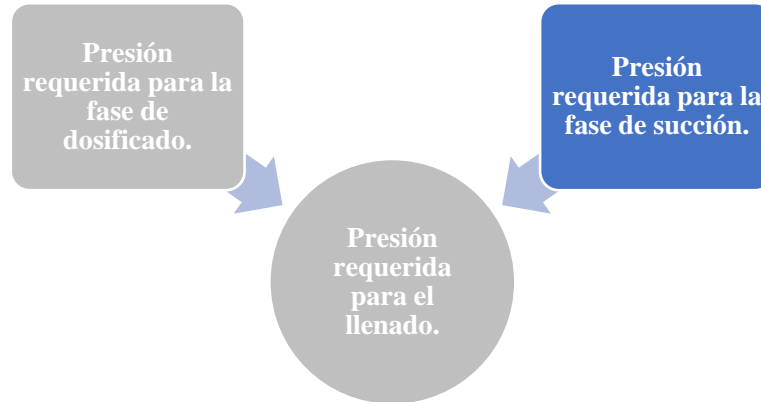 Presión
requerida para la
fase de
dosificado.
Presión
requerida para la
fase de succión.
Presión
requerida
para el
llenado.